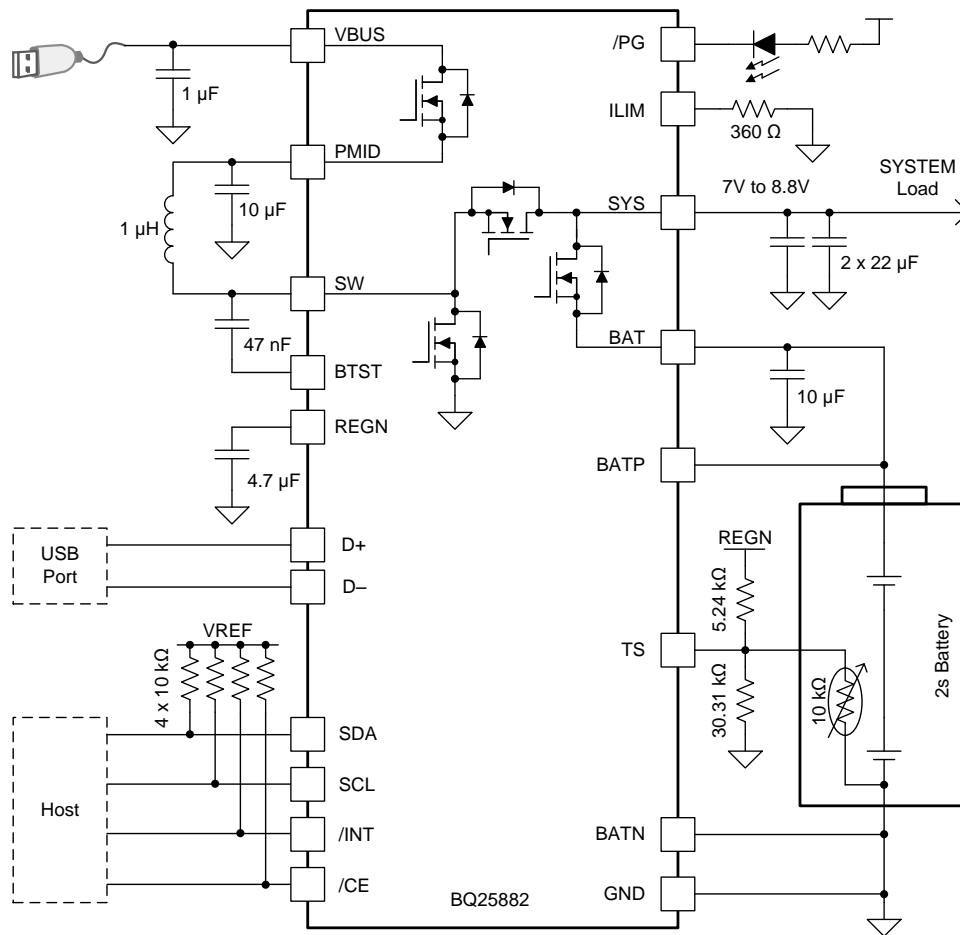 VBUS
1 µF
PMID
10 µF
1 µH
SW
47 nF
BTST
REGN
4.7 µF
USB
Port
D+
D–
VREF
4 x 10 kΩ
Host
SDA
SCL
/INT
/CE
BQ25882
/PG
ILIM
360 Ω
SYS
7V to 8.8V
SYSTEM
Load
2 x 22 µF
BAT
10 µF
BATP
REGN
5.24 kΩ
TS
30.31 kΩ
10 kΩ
2s Battery
BATN
GND